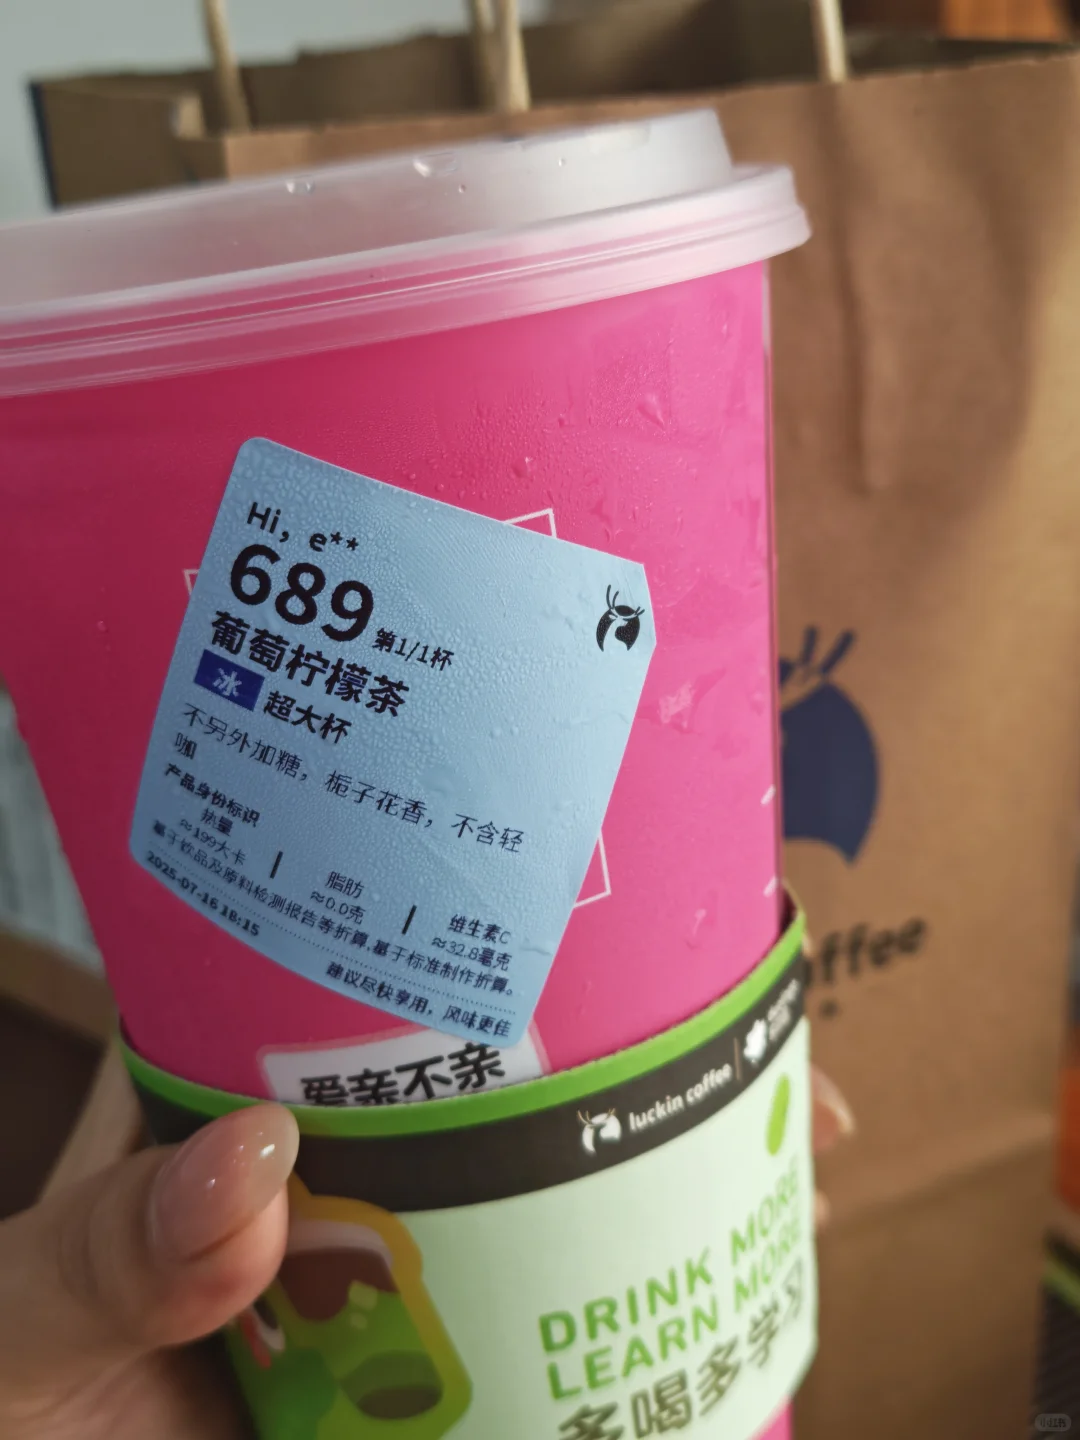 Hi, e**
689 第1/1杯
葡萄柠檬茶
冰 超大杯
不另外加糖，栀子花香，不含轻
咖
产品身份标识
热量
≈199大卡
脂肪
≈0.0克
维生素C
≈32.8毫克
基于饮品及原料检测报告等折算,基于标准制作折算。
2025-07-16 18:15
建议尽快享用，风味更佳
爱亲不亲
luckin coffee
DRINK MORE
LEARN MORE
多喝多学习
offee